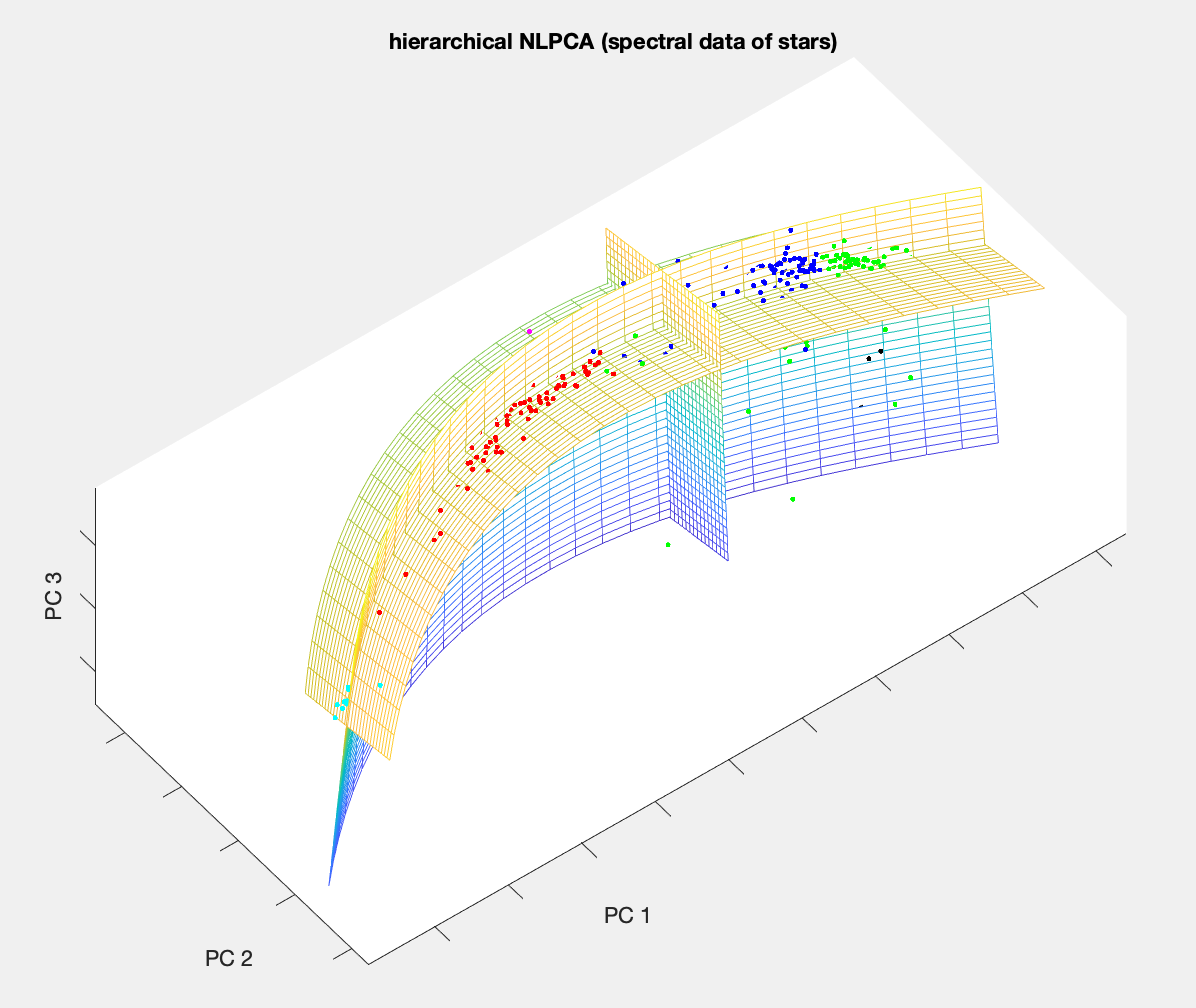 hierarchical NLPCA (spectral data of stars)
PC 3
PC 1
PC 2